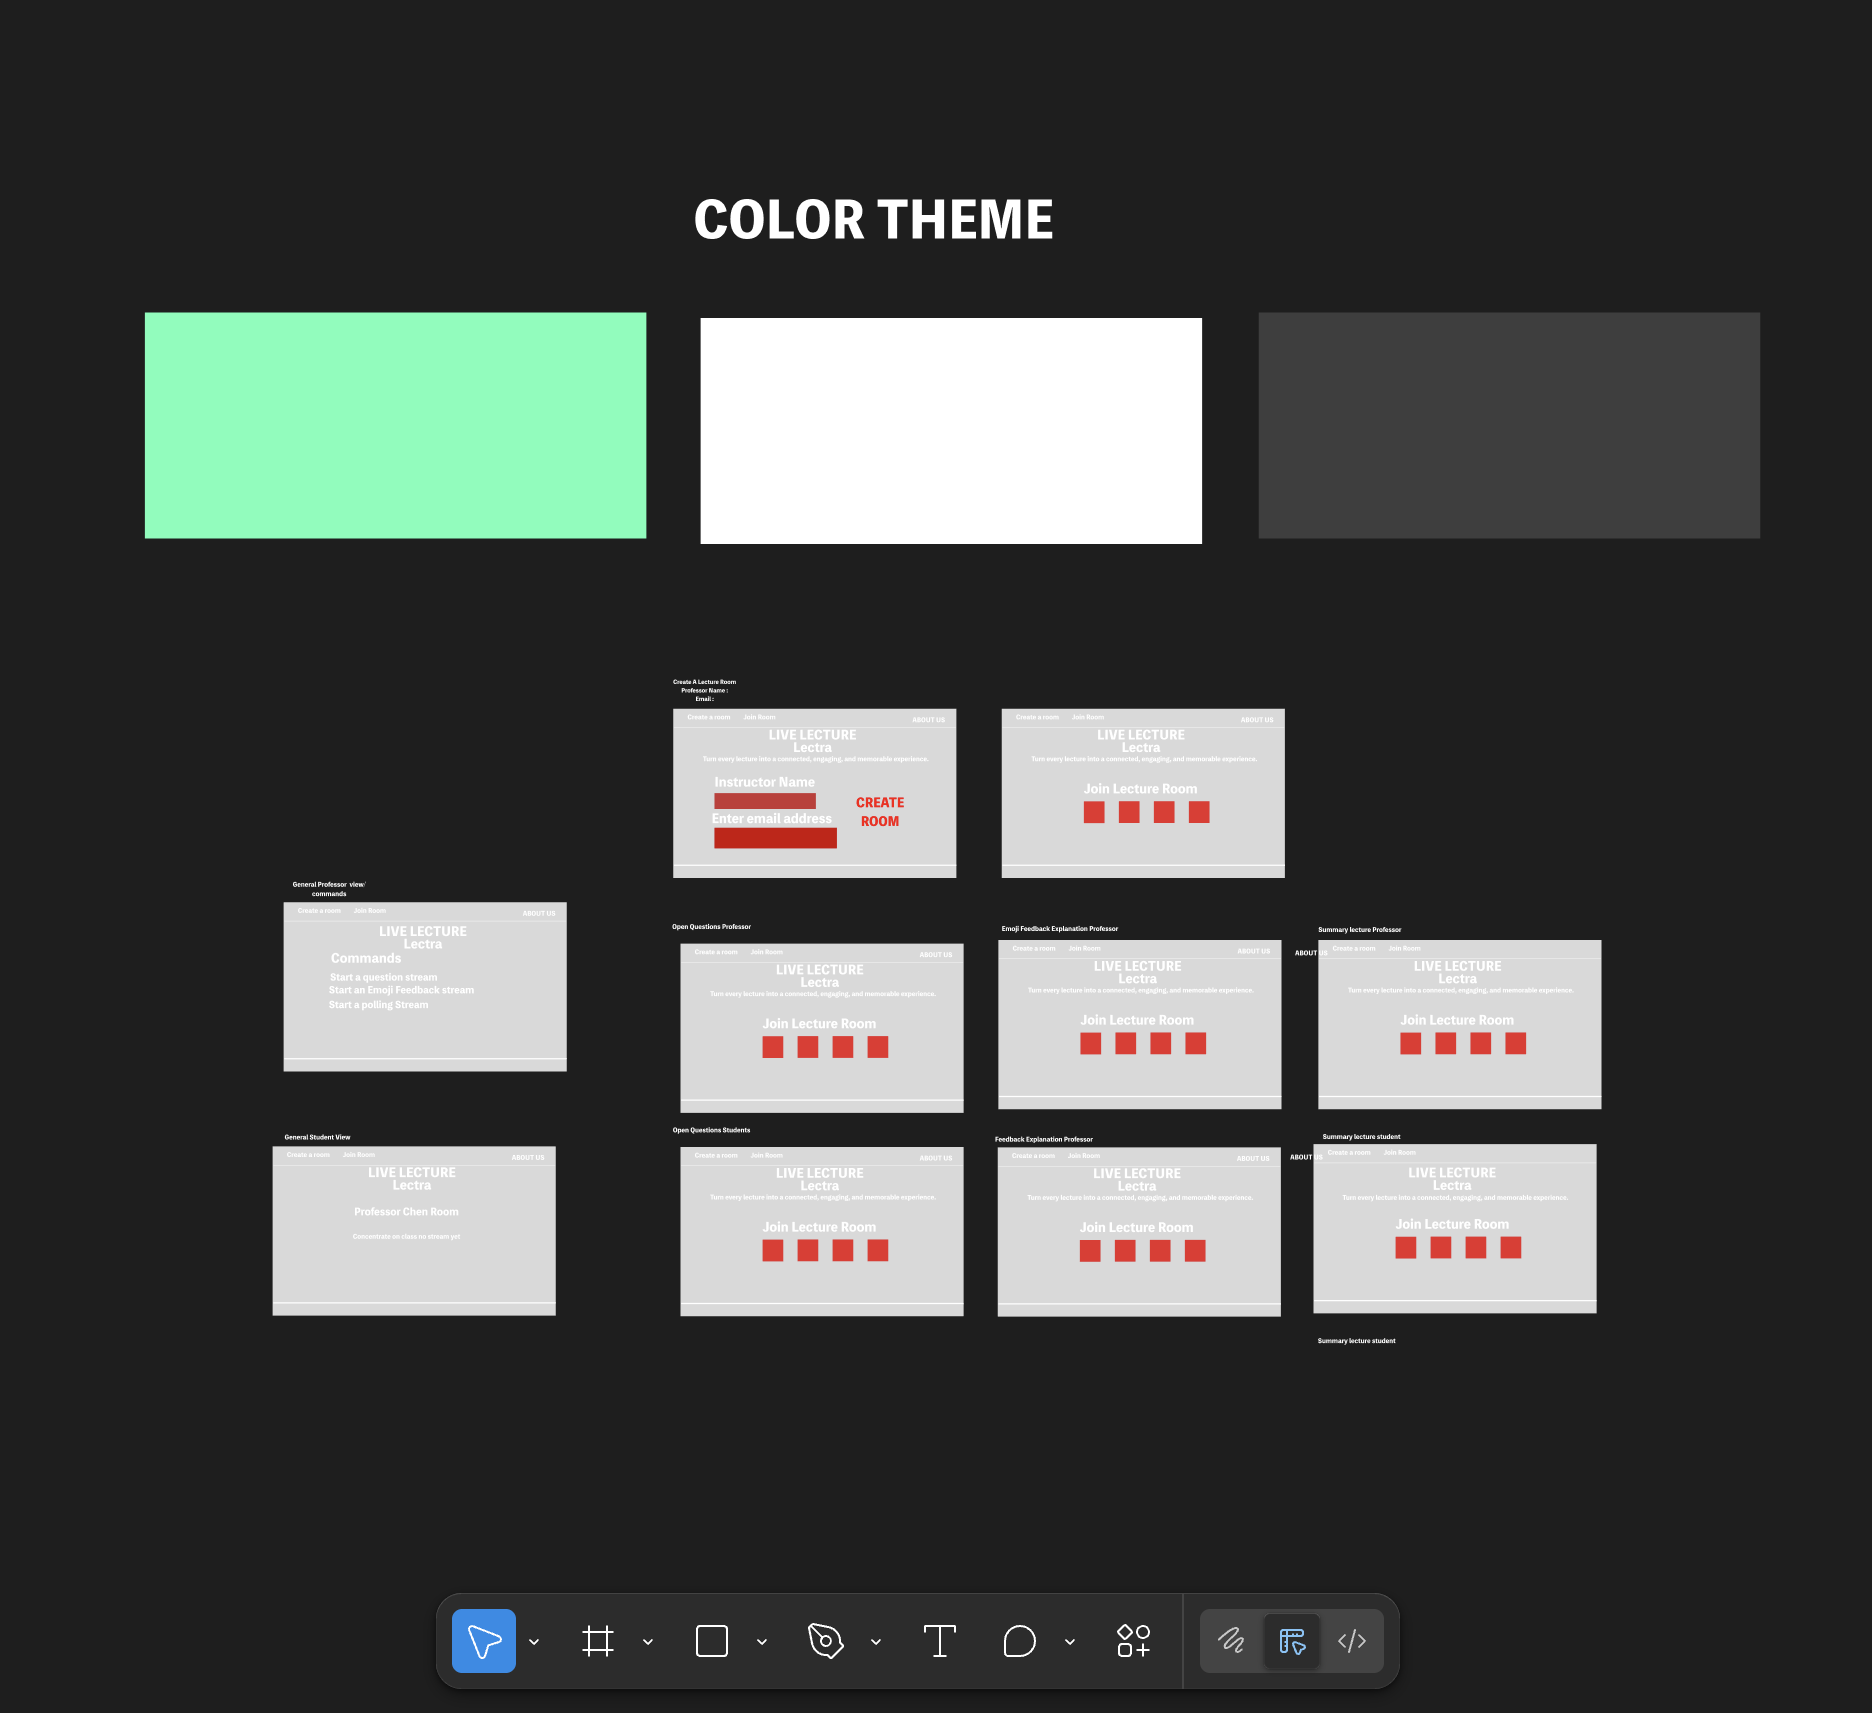 COLOR THEME
Create A Lecture Room
Professor Name :
Email :
Create a room Join Room ABOUT US
LIVE LECTURE
Lectra
Turn every lecture into a connected, engaging, and memorable experience.
Instructor Name
Enter email address
CREATE
ROOM
Create a room Join Room ABOUT US
LIVE LECTURE
Lectra
Turn every lecture into a connected, engaging, and memorable experience.
Join Lecture Room
General Professor view/
commands
Create a room Join Room ABOUT US
LIVE LECTURE
Lectra
Commands
Start a question stream
Start an Emoji Feedback stream
Start a polling Stream
Open Questions Professor
Create a room Join Room ABOUT US
LIVE LECTURE
Lectra
Turn every lecture into a connected, engaging, and memorable experience.
Join Lecture Room
Emoji Feedback Explanation Professor
Create a room Join Room ABOUT US
LIVE LECTURE
Lectra
Turn every lecture into a connected, engaging, and memorable experience.
Join Lecture Room
Summary lecture Professor
ABOUT US Create a room Join Room
LIVE LECTURE
Lectra
Turn every lecture into a connected, engaging, and memorable experience.
Join Lecture Room
General Student View
Create a room Join Room ABOUT US
LIVE LECTURE
Lectra
Professor Chen Room
Concentrate on class no stream yet
Open Questions Students
Create a room Join Room ABOUT US
LIVE LECTURE
Lectra
Turn every lecture into a connected, engaging, and memorable experience.
Join Lecture Room
Feedback Explanation Professor
Create a room Join Room ABOUT US
LIVE LECTURE
Lectra
Turn every lecture into a connected, engaging, and memorable experience.
Join Lecture Room
Summary lecture student
ABOUT US Create a room Join Room
LIVE LECTURE
Lectra
Turn every lecture into a connected, engaging, and memorable experience.
Join Lecture Room
Summary lecture student